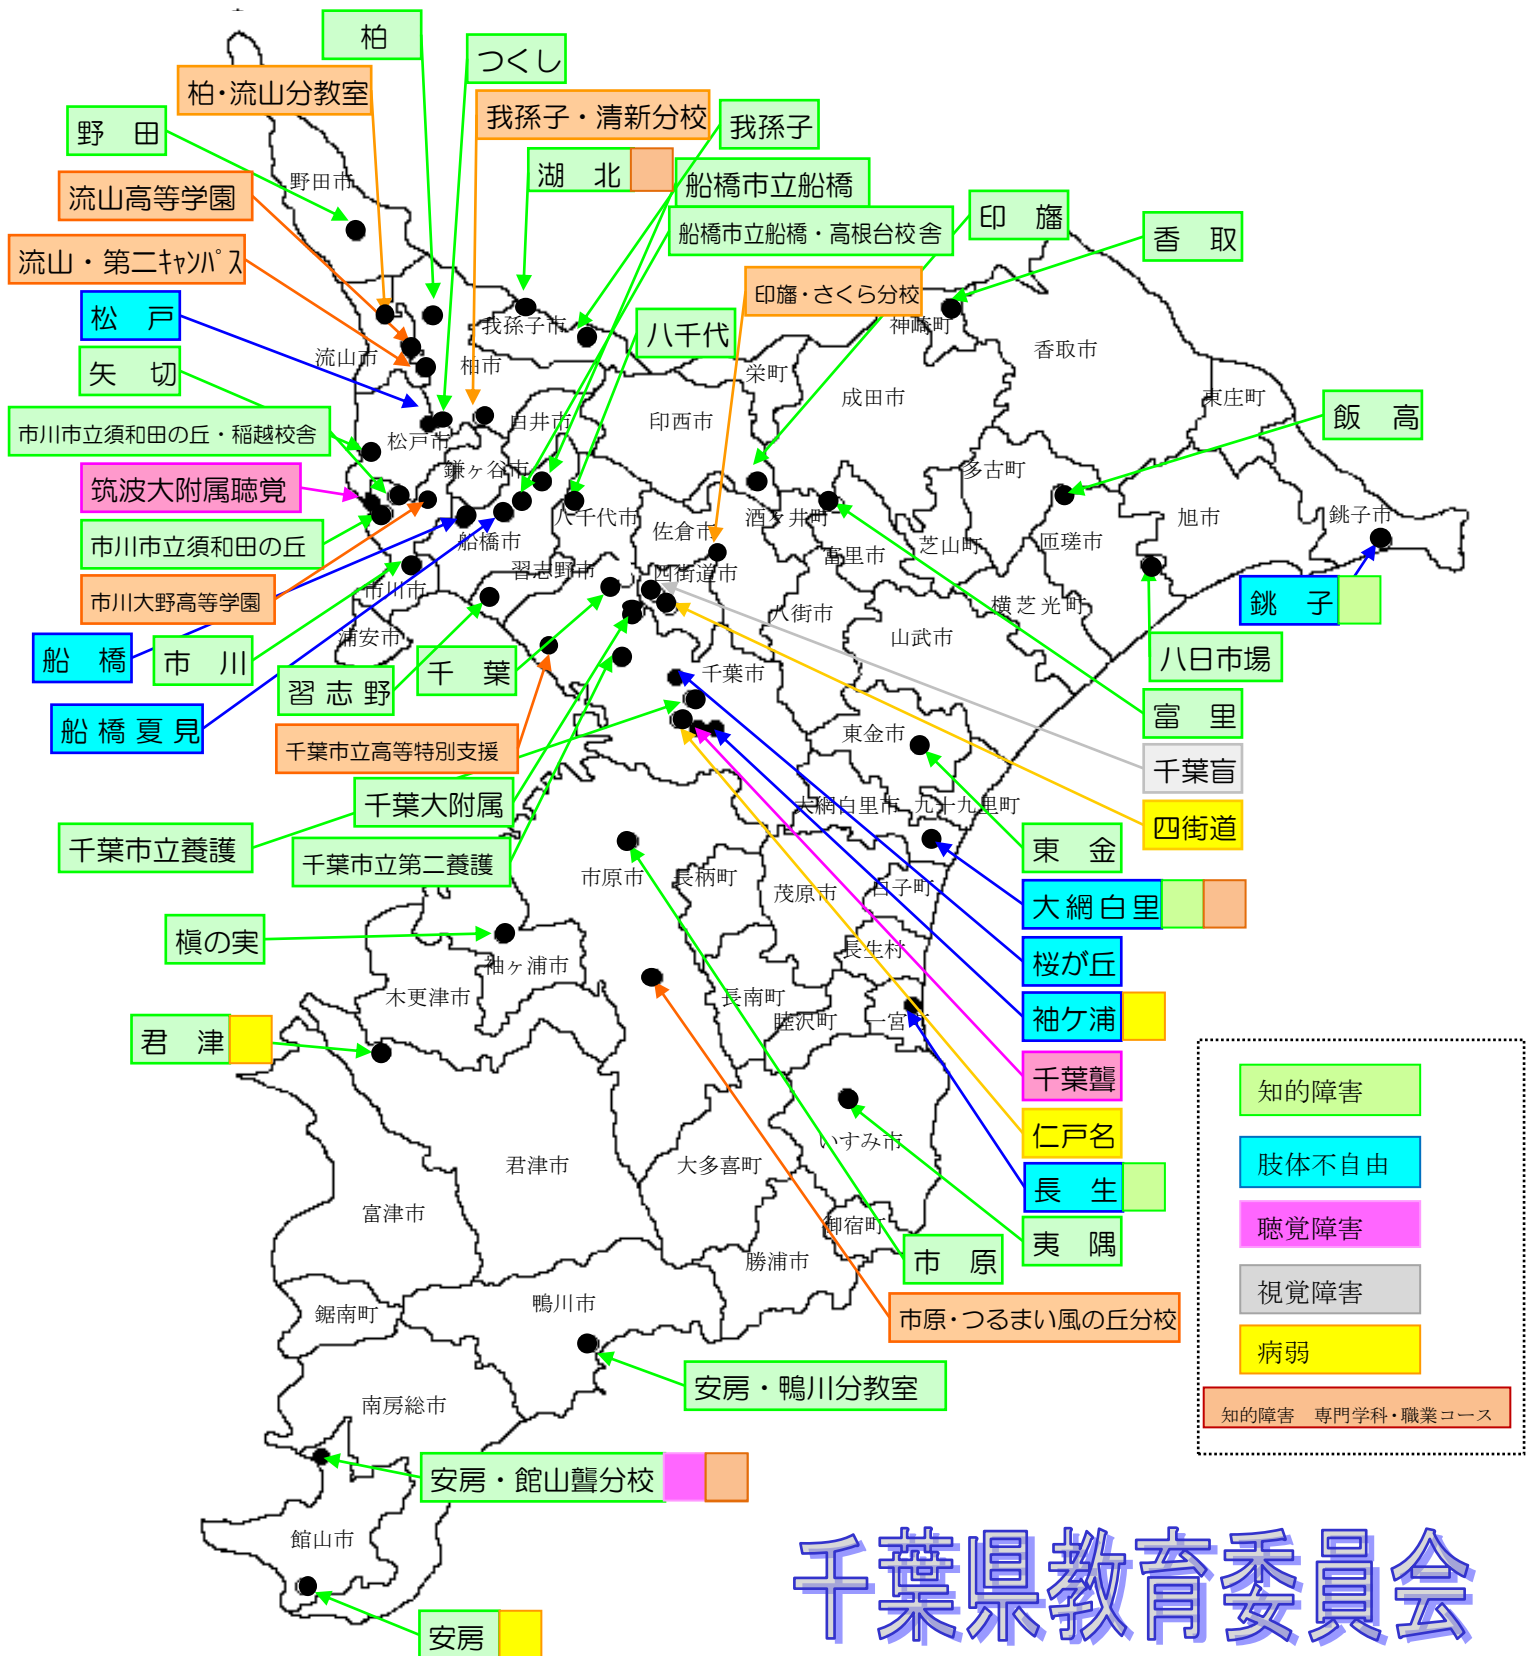 柏
つくし
柏・流山分教室
我孫子・清新分校
我孫子
野　田
湖　北
船橋市立船橋
野田市
流山高等学園
船橋市立船橋・高根台校舎
印　旛
香　取
流山・第二ｷｬﾝﾊﾟｽ
印旛・さくら分校
松　戸
我孫子市
八千代
神崎町
香取市
矢　切
流山市
柏市
栄町
成田市
東庄町
飯　高
市川市立須和田の丘・稲越校舎
松戸市
白井市
印西市
鎌ヶ谷市
多古町
筑波大附属聴覚
八千代市
佐倉市
酒々井町
旭市
銚子市
市川市立須和田の丘
船橋市
富里市
芝山町
匝瑳市
習志野市
四街道市
市川大野高等学園
市川市
八街市
横芝光町
銚　子
浦安市
山武市
船　橋
市　川
千　葉
千葉市
八日市場
習志野
富　里
船橋夏見
千葉市立高等特別支援
東金市
千葉盲
千葉大附属
大網白里市
九十九里町
四街道
千葉市立養護
千葉市立第二養護
東　金
市原市
長柄町
茂原市
白子町
大網白里
槇の実
長生村
桜が丘
袖ヶ浦市
木更津市
長南町
睦沢町
一宮町
袖ケ浦
君　津
千葉聾
知的障害
いすみ市
仁戸名
君津市
大多喜町
肢体不自由
長　生
富津市
御宿町
聴覚障害
夷　隅
勝浦市
市　原
視覚障害
鋸南町
鴨川市
市原・つるまい風の丘分校
病弱
安房・鴨川分教室
南房総市
知的障害　専門学科・職業コース
安房・館山聾分校
館山市
千葉県教育委員会
安房